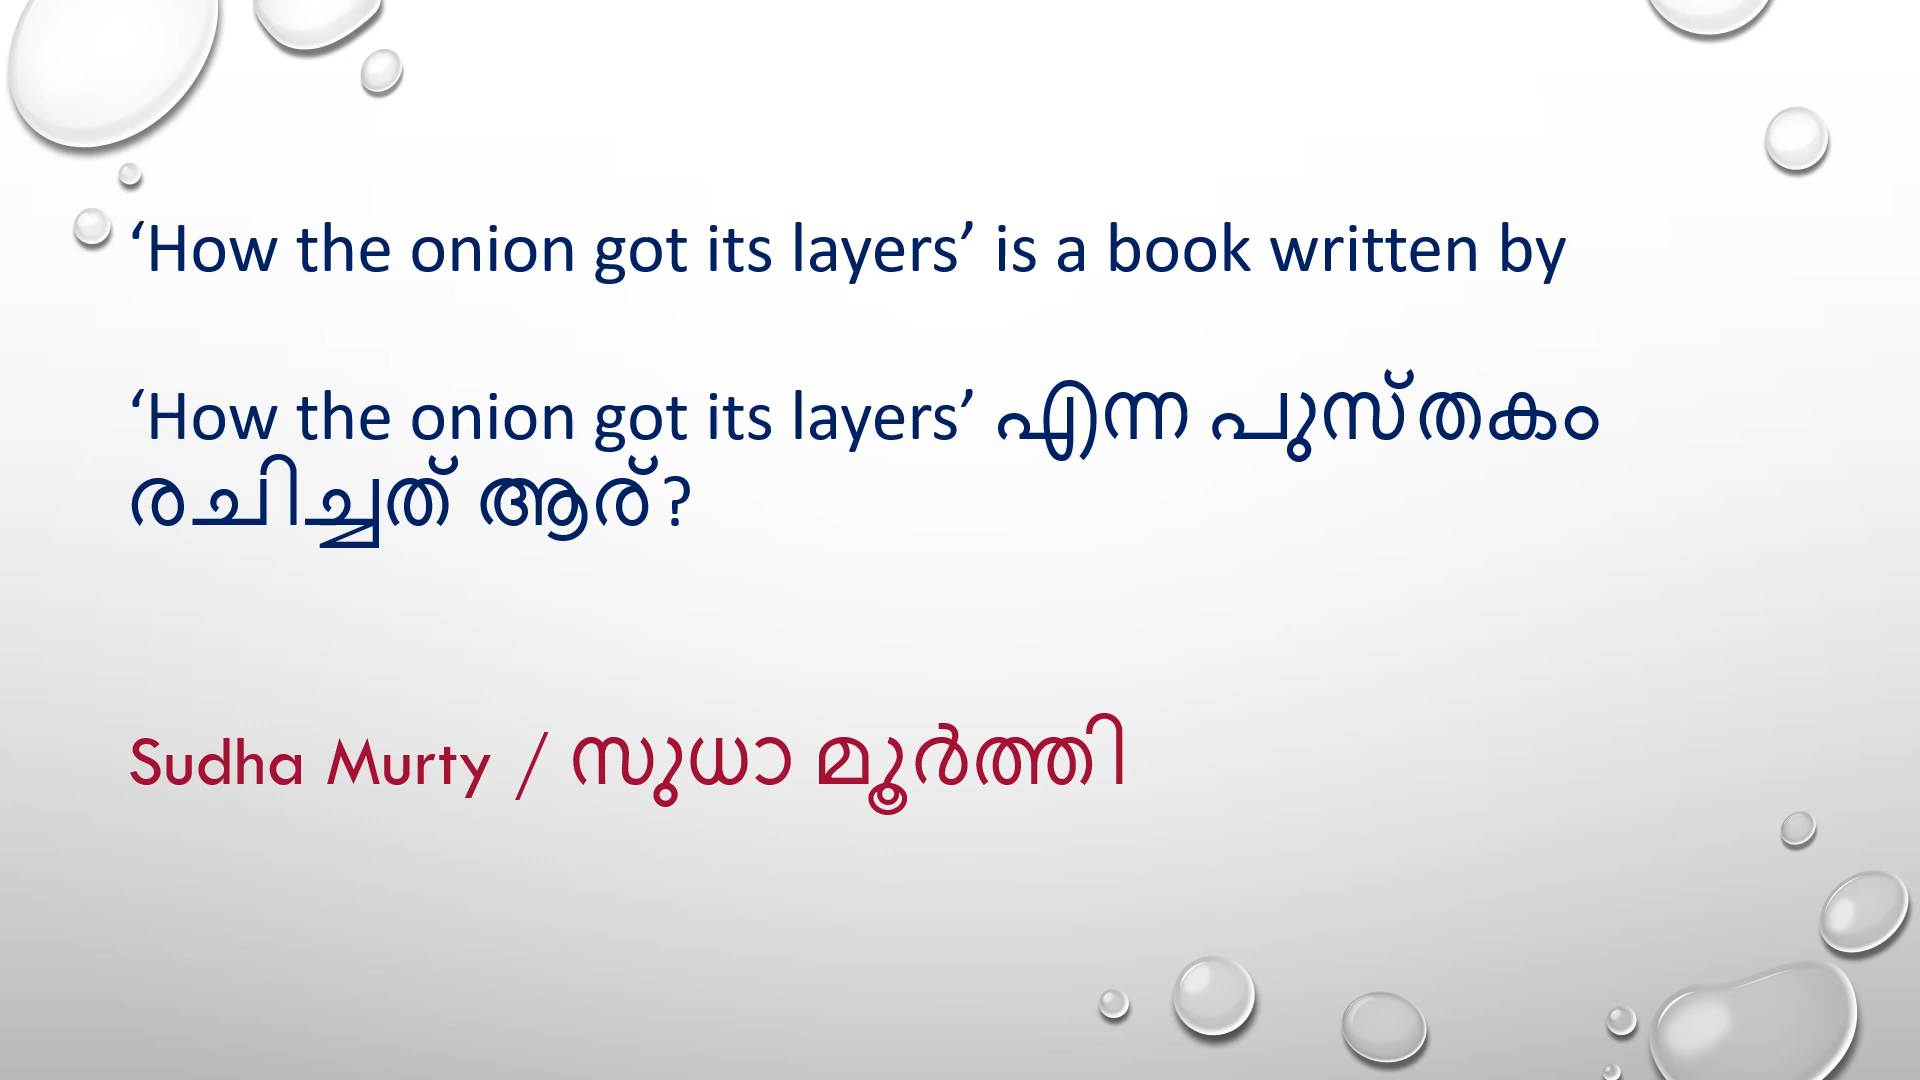 ‘How the onion got its layers’ is a book written by
‘How the onion got its layers’ എന്ന പുസ്തകം
രചിച്ചത് ആര്?
Sudha Murty / സുധാ മൂർത്തി